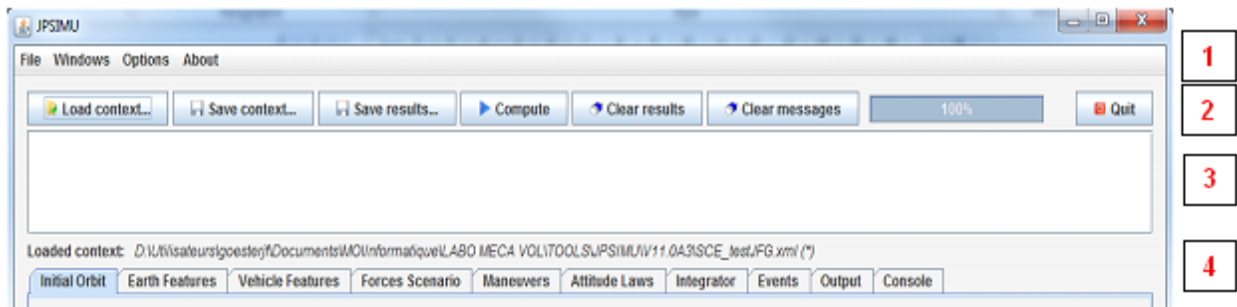 JPSIMU
File Windows Options About
1
Load context... Save context... Save results... Compute Clear results Clear messages 100% Quit
2
3
Loaded context: D:\Utilisateurs\goesterjf\Documents\MOI\Informatique\LABO MECA VOL\TOOLS\JPSIMU\V11.0A3\SCE_testJFG.xml (*)
4
Initial Orbit Earth Features Vehicle Features Forces Scenario Maneuvers Attitude Laws Integrator Events Output Console